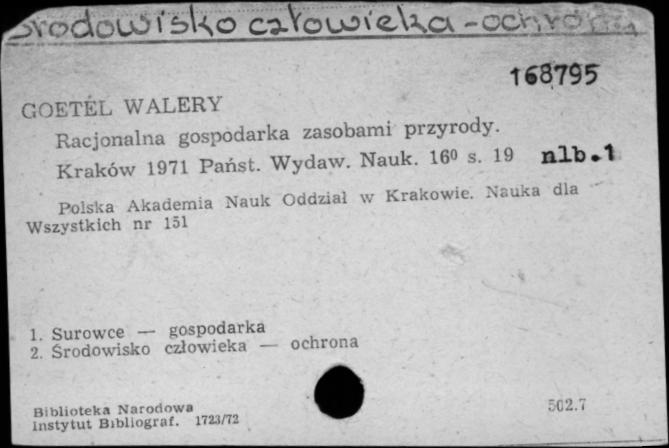 Środowisko człowieka - ochrona
168795
GOETEL WALERY
Racjonalna gospodarka zasobami przyrody.
Kraków 1971 Państ. Wydaw. Nauk. 16⁰ s. 19 nlb.1
Polska Akademia Nauk Oddział w Krakowie. Nauka dla
Wszystkich nr 151
1. Surowce — gospodarka
2. Środowisko człowieka — ochrona
Biblioteka Narodowa
Instytut Bibliograf. 1723/72
502.7